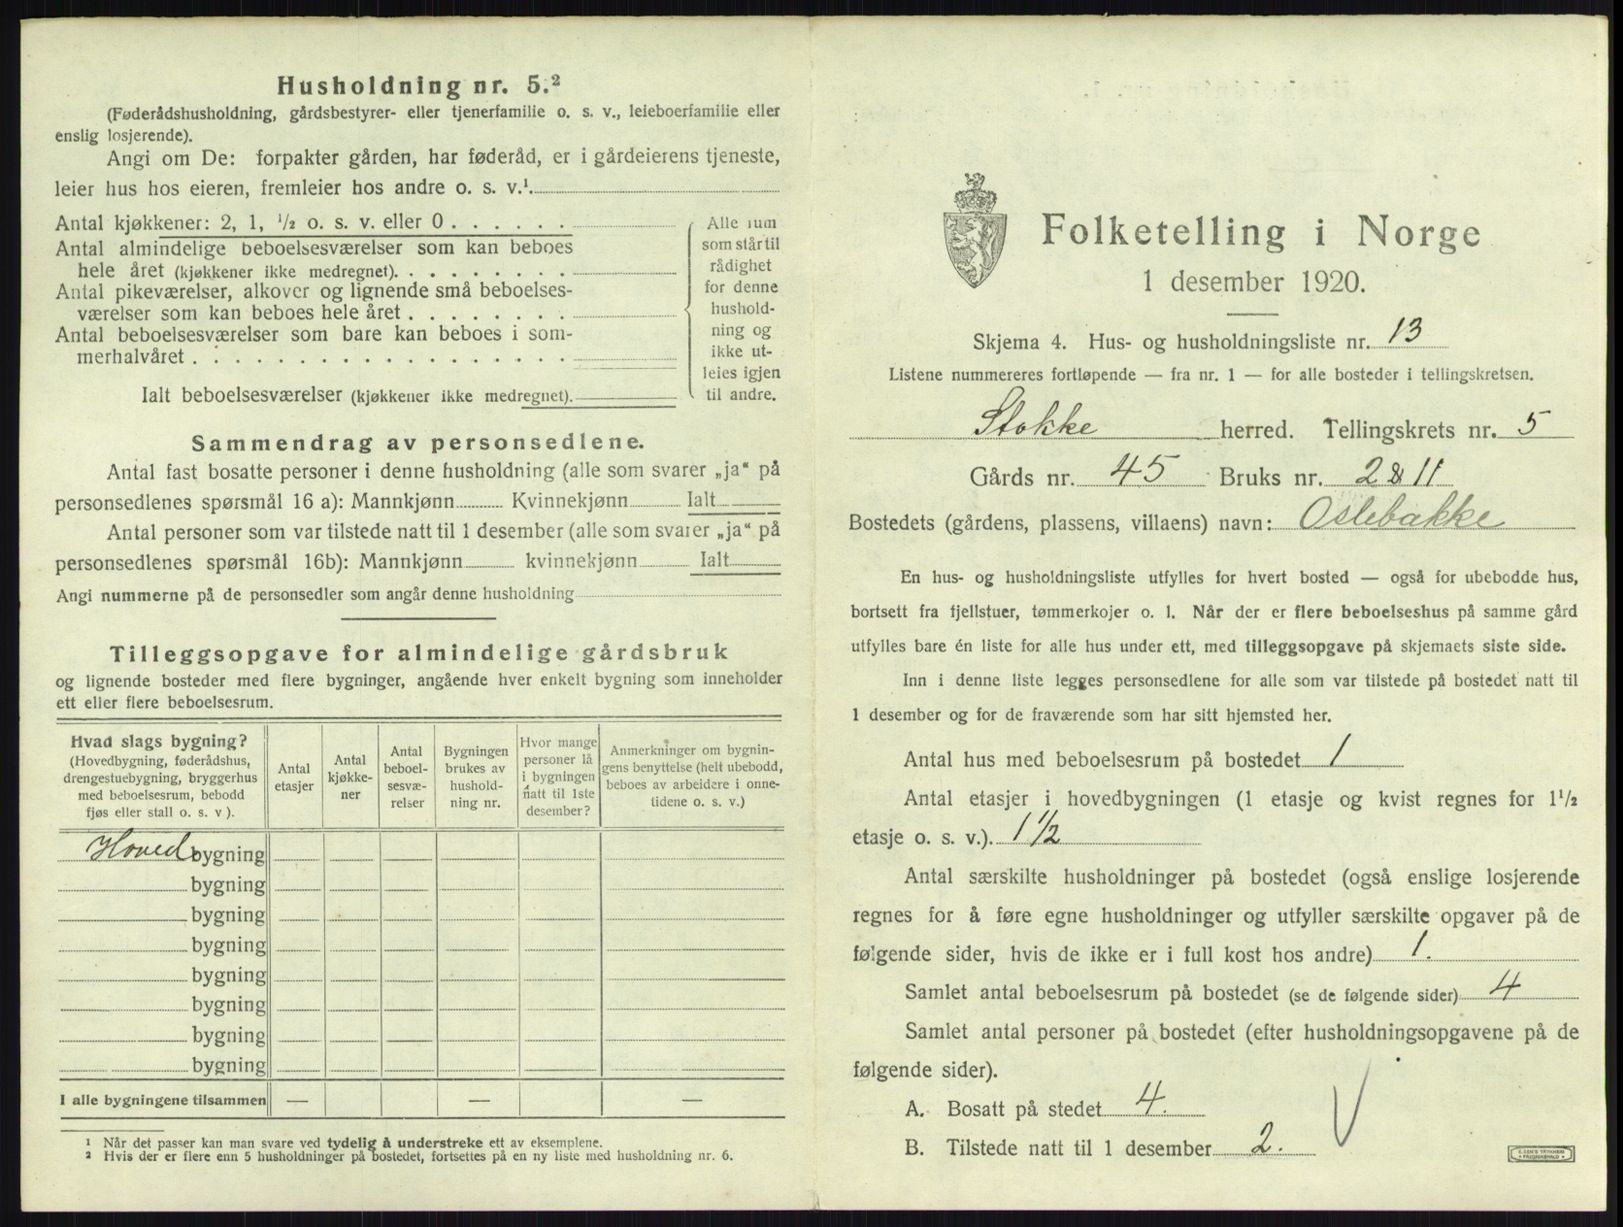 Husholdning nr. 5.²
(Føderådshusholdning, gårdsbestyrer- eller tjenerfamilie o. s. v., leieboerfamilie eller
enslig losjerende).
Angi om De: forpakter gården, har føderåd, er i gårdeierens tjeneste,
leier hus hos eieren, fremleier hos andre o. s. v.¹
Antal kjøkkener: 2, 1, ½ o. s. v. eller 0
Antal almindelige beboelsesværelser som kan beboes
hele året (kjøkkener ikke medregnet)
Antal pikeværelser, alkover og lignende små beboelses-
værelser som kan beboes hele året
Antal beboelsesværelser som bare kan beboes i som-
merhalvåret
Ialt beboelsesværelser (kjøkkener ikke medregnet).
Alle rum
som står til
rådighet
for denne
hushold-
ning og
ikke ut-
leies igjen
til andre.
Sammendrag av personsedlene.
Antal fast bosatte personer i denne husholdning (alle som svarer „ja“ på
personsedlenes spørsmål 16 a): Mannkjønn Kvinnekjønn Ialt
Antal personer som var tilstede natt til 1 desember (alle som svarer „ja“ på
personsedlenes spørsmål 16b): Mannkjønn kvinnekjønn Ialt
Angi nummerne på de personsedler som angår denne husholdning
Tilleggsopgave for almindelige gårdsbruk
og lignende bosteder med flere bygninger, angående hver enkelt bygning som inneholder
ett eller flere beboelsesrum.
Hvad slags bygning?
(Hovedbygning, føderådshus,
drengestuebygning, bryggerhus
med beboelsesrum, bebodd
fjøs eller stall o. s. v ).
Antal
etasjer
Antal
kjøkke-
ner
Antal
beboel-
sesvæ-
relser
Bygningen
brukes av
hushold-
ning nr.
Hvor mange
personer lå
i bygningen
natt til 1ste
desember?
Anmerkninger om bygnin-
gens benyttelse (helt ubebodd,
beboes av arbeidere i onne-
tidene o. s. v.)
Hoved bygning
bygning
bygning
bygning
bygning
bygning
bygning
bygning
I alle bygningene tilsammen — — —
¹ Når det passer kan man svare ved tydelig å understreke ett av eksemplene.
² Hvis der er flere enn 5 husholdninger på bostedet, fortsettes på en ny liste med husholdning nr. 6.
Folketelling i Norge
1 desember 1920.
Skjema 4. Hus- og husholdningsliste nr. 13
Listene nummereres fortløpende — fra nr. 1 — for alle bosteder i tellingskretsen.
Stokke herred. Tellingskrets nr. 5
Gårds nr. 45 Bruks nr. 2 & 11
Bostedets (gårdens, plassens, villaens) navn: Oslebakke
En hus- og husholdningsliste utfylles for hvert bosted — også for ubebodde hus,
bortsett fra fjellstuer, tømmerkojer o. l. Når der er flere beboelseshus på samme gård
utfylles bare én liste for alle hus under ett, med tilleggsopgave på skjemaets siste side.
Inn i denne liste legges personsedlene for alle som var tilstede på bostedet natt til
1 desember og for de fraværende som har sitt hjemsted her.
Antal hus med beboelsesrum på bostedet 1
Antal etasjer i hovedbygningen (1 etasje og kvist regnes for 1½
etasje o. s. v.). 1 ½
Antal særskilte husholdninger på bostedet (også enslige losjerende
regnes for å føre egne husholdninger og utfyller særskilte opgaver på de
følgende sider, hvis de ikke er i full kost hos andre) 1.
Samlet antal beboelsesrum på bostedet (se de følgende sider) 4
Samlet antal personer på bostedet (efter husholdningsopgavene på de
følgende sider).
A. Bosatt på stedet 4.
B. Tilstede natt til 1 desember 2.